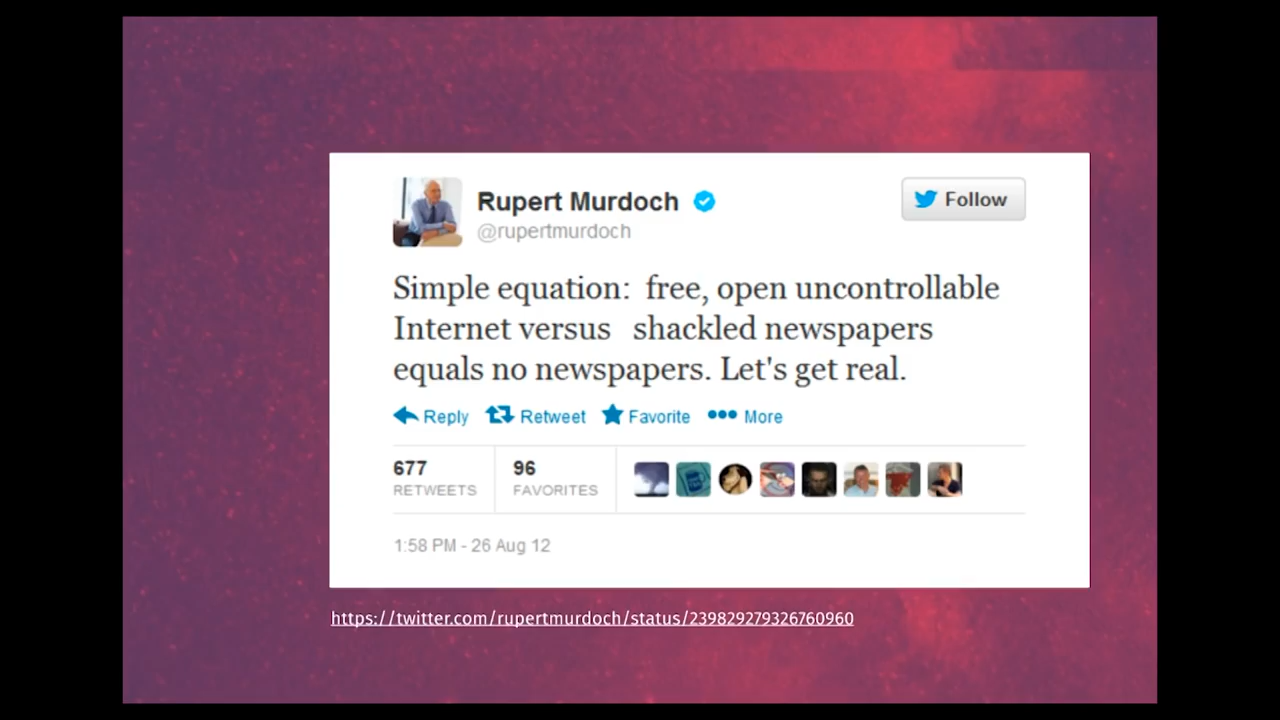 Rupert Murdoch
Follow
@rupertmurdoch
Simple equation:  free, open uncontrollable
Internet versus   shackled newspapers
equals no newspapers. Let's get real.
Reply Retweet Favorite More
677 96
RETWEETS FAVORITES
1:58 PM - 26 Aug 12
https://twitter.com/rupertmurdoch/status/239829279326760960